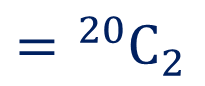 = ²⁰C₂